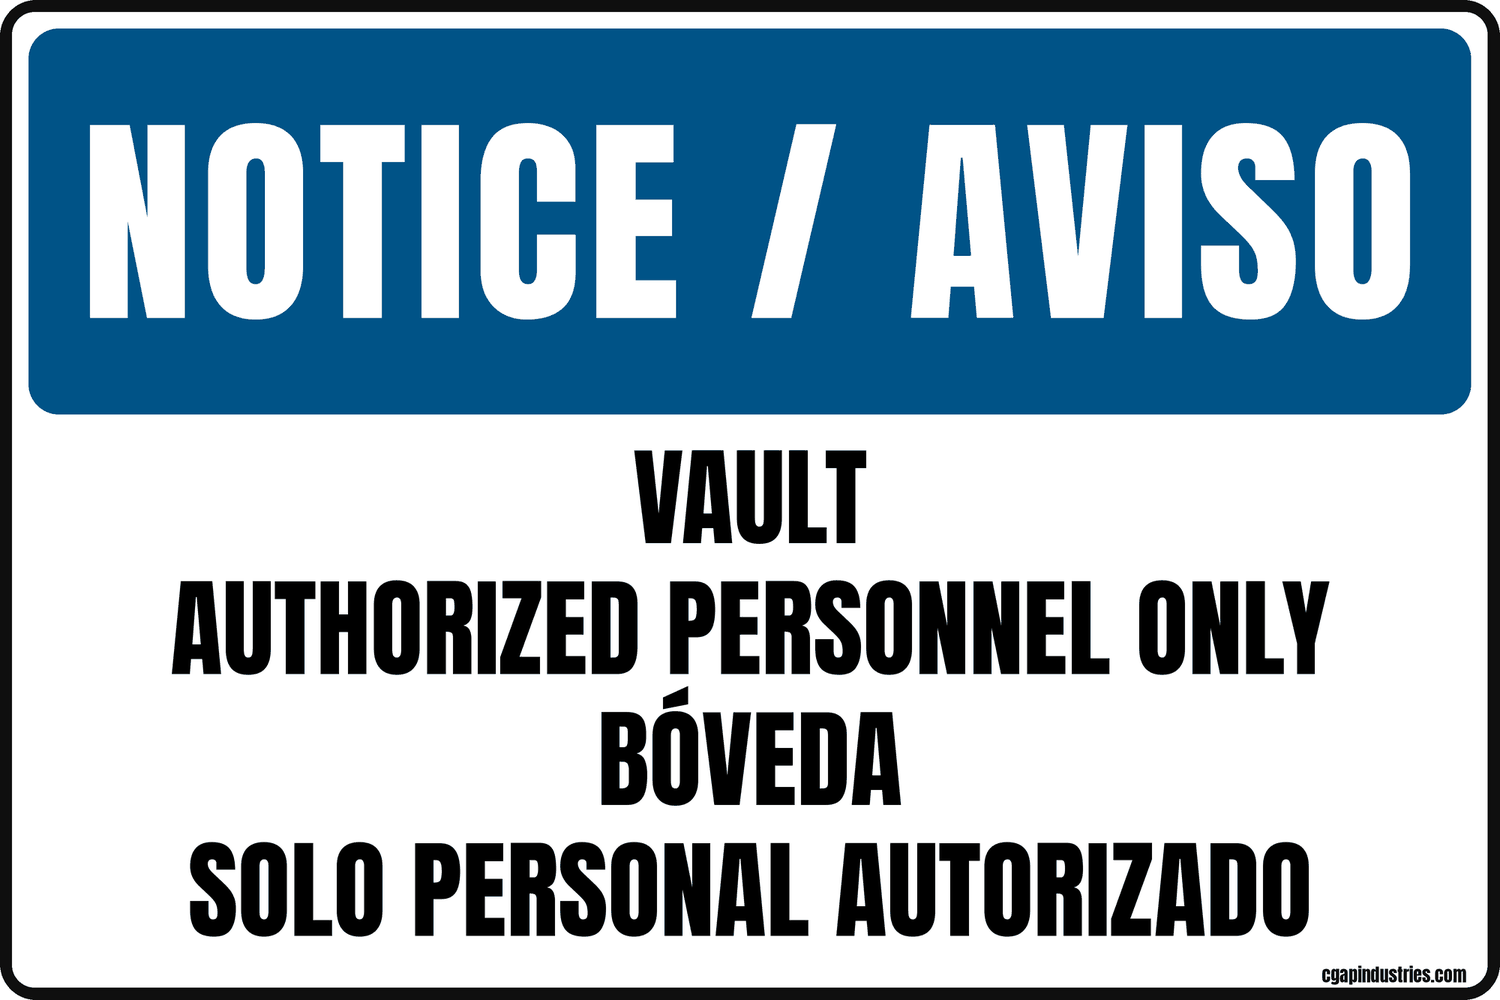 NOTICE / AVISO
VAULT
AUTHORIZED PERSONNEL ONLY
BÓVEDA
SOLO PERSONAL AUTORIZADO
cgapindustries.com